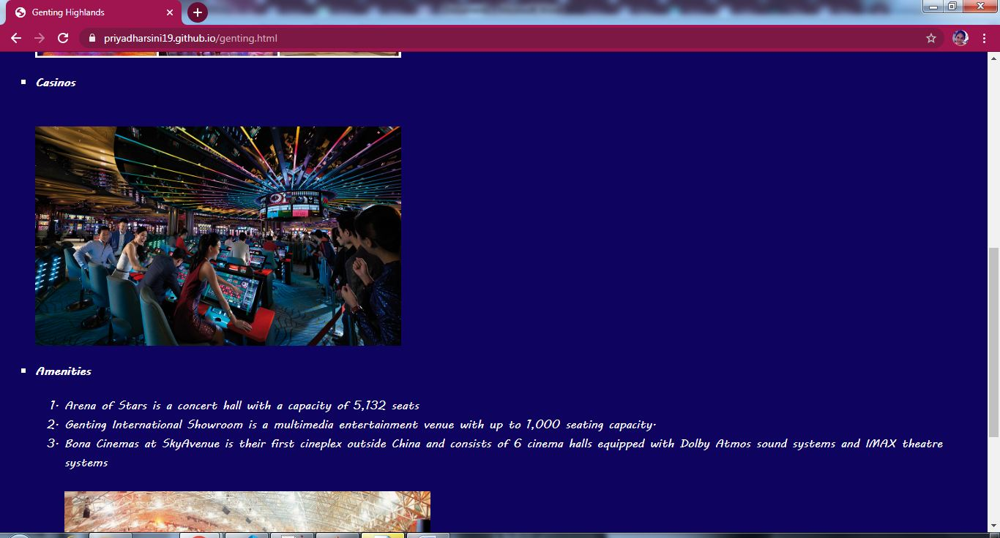 Genting Highlands
priyadharsini19.github.io/genting.html
Casinos
Amenities
1. Arena of Stars is a concert hall with a capacity of 5,132 seats
2. Genting International Showroom is a multimedia entertainment venue with up to 1,000 seating capacity.
3. Bona Cinemas at SkyAvenue is their first cineplex outside China and consists of 6 cinema halls equipped with Dolby Atmos sound systems and IMAX theatre
systems